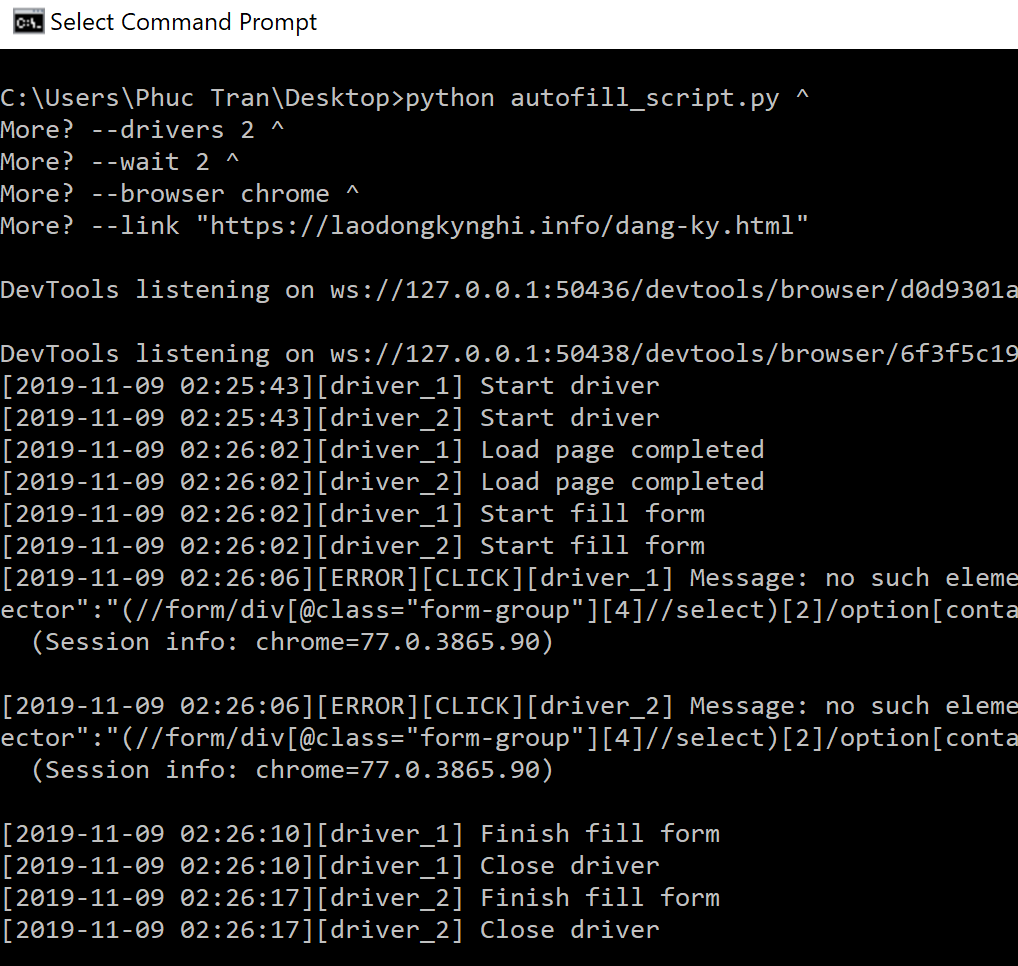 Select Command Prompt
C:\Users\Phuc Tran\Desktop>python autofill_script.py ^
More? --drivers 2 ^
More? --wait 2 ^
More? --browser chrome ^
More? --link "https://laodongkynghi.info/dang-ky.html"
DevTools listening on ws://127.0.0.1:50436/devtools/browser/d0d9301a
DevTools listening on ws://127.0.0.1:50438/devtools/browser/6f3f5c19
[2019-11-09 02:25:43][driver_1] Start driver
[2019-11-09 02:25:43][driver_2] Start driver
[2019-11-09 02:26:02][driver_1] Load page completed
[2019-11-09 02:26:02][driver_2] Load page completed
[2019-11-09 02:26:02][driver_1] Start fill form
[2019-11-09 02:26:02][driver_2] Start fill form
[2019-11-09 02:26:06][ERROR][CLICK][driver_1] Message: no such eleme
ector":"(//form/div[@class="form-group"][4]//select)[2]/option[conta
(Session info: chrome=77.0.3865.90)
[2019-11-09 02:26:06][ERROR][CLICK][driver_2] Message: no such eleme
ector":"(//form/div[@class="form-group"][4]//select)[2]/option[conta
(Session info: chrome=77.0.3865.90)
[2019-11-09 02:26:10][driver_1] Finish fill form
[2019-11-09 02:26:10][driver_1] Close driver
[2019-11-09 02:26:17][driver_2] Finish fill form
[2019-11-09 02:26:17][driver_2] Close driver